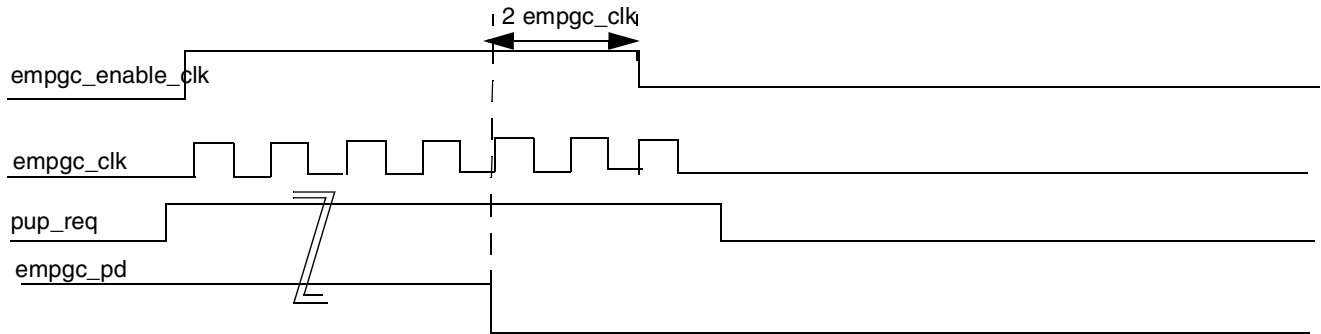 2 empgc_clk
empgc_enable_clk
empgc_clk
pup_req
empgc_pd